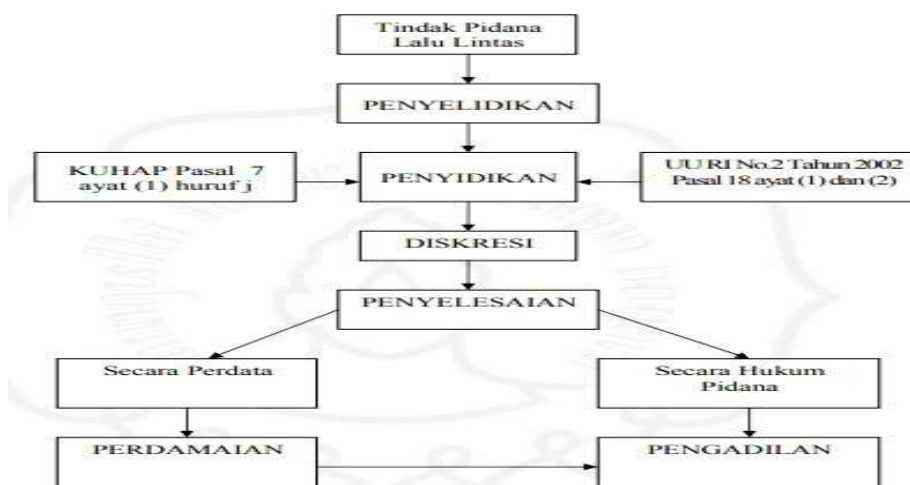 Tindak Pidana
Lalu Lintas
PENYELIDIKAN
KUHAP Pasal 7
ayat (1) huruf j
PENYIDIKAN
UU RI No.2 Tahun 2002
Pasal 18 ayat (1) dan (2)
DISKRESI
PENYELESAIAN
Secara Perdata
Secara Hukum
Pidana
PERDAMAIAN
PENGADILAN